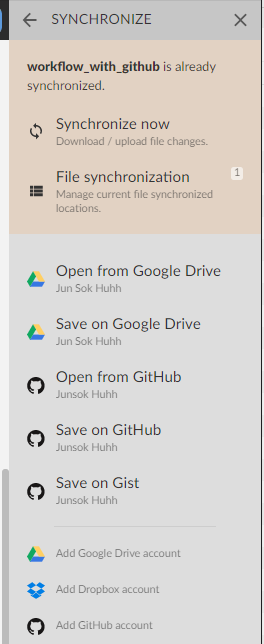 SYNCHRONIZE
workflow_with_github is already
synchronized.
Synchronize now
Download / upload file changes.
File synchronization
1
Manage current file synchronized
locations.
Open from Google Drive
Jun Sok Huhh
Save on Google Drive
Jun Sok Huhh
Open from GitHub
Junsok Huhh
Save on GitHub
Junsok Huhh
Save on Gist
Junsok Huhh
Add Google Drive account
Add Dropbox account
Add GitHub account